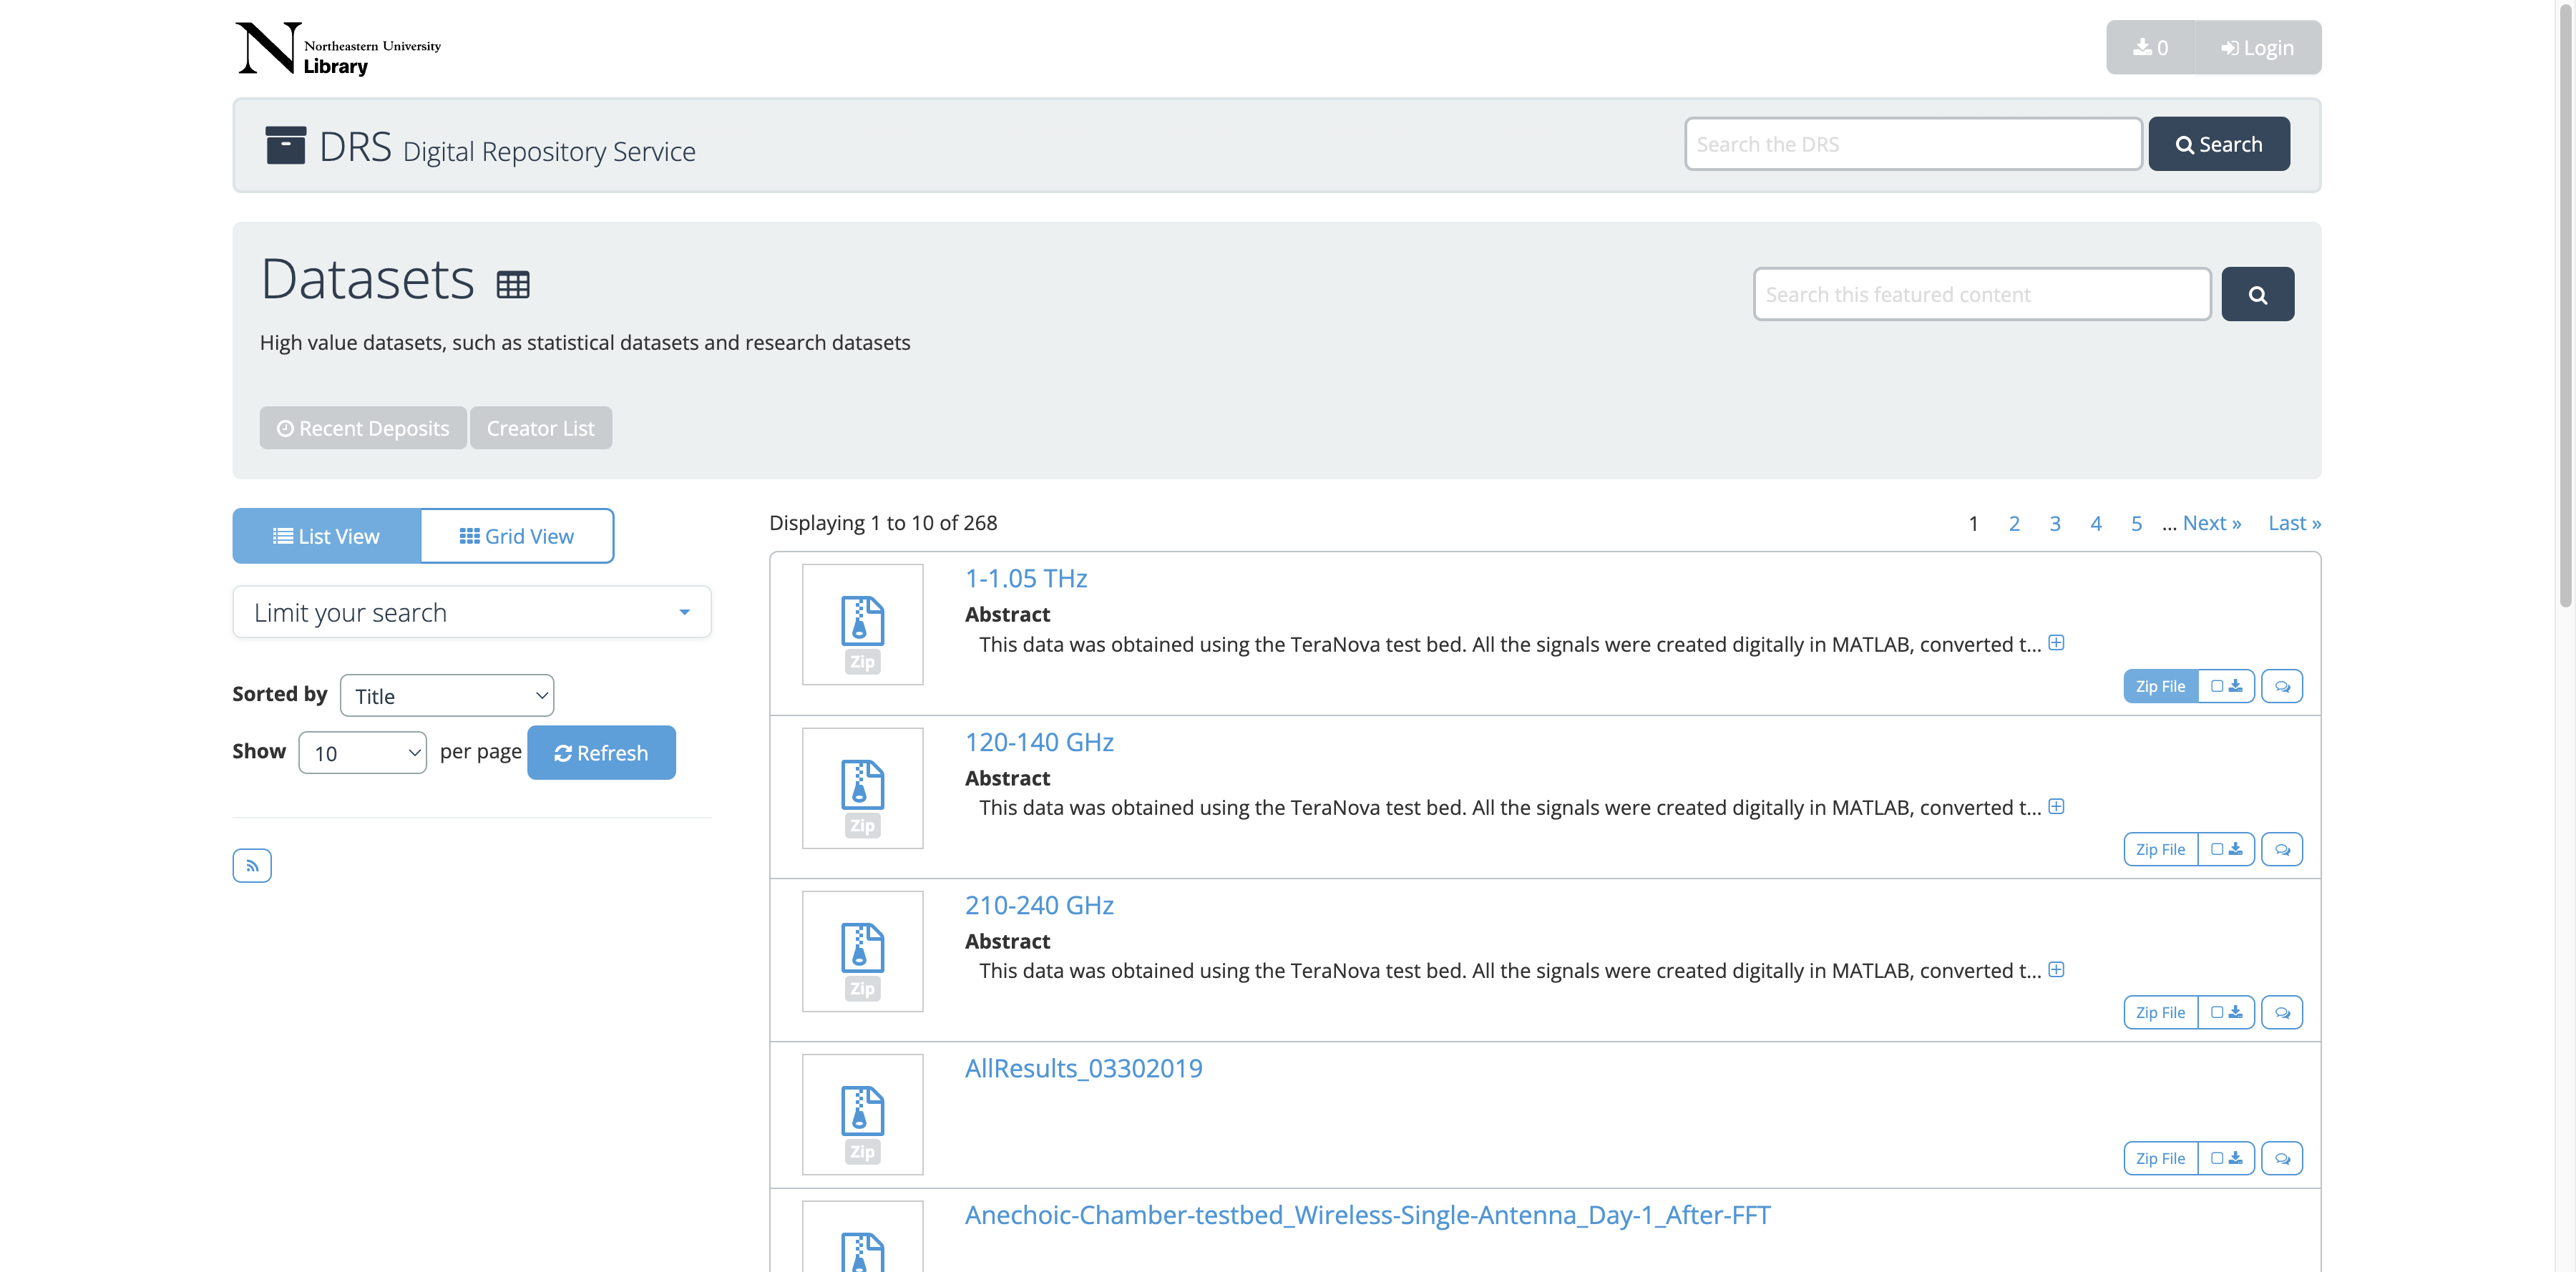 N Northeastern University
Library
0 Login
DRS Digital Repository Service
Search the DRS
Search
Datasets
Search this featured content
High value datasets, such as statistical datasets and research datasets
Recent Deposits Creator List
List View Grid View
Limit your search
Sorted by Title
Show 10 per page Refresh
Displaying 1 to 10 of 268
1 2 3 4 5 ... Next » Last »
1-1.05 THz
Abstract
This data was obtained using the TeraNova test bed. All the signals were created digitally in MATLAB, converted t...
Zip
Zip File
120-140 GHz
Abstract
This data was obtained using the TeraNova test bed. All the signals were created digitally in MATLAB, converted t...
Zip
Zip File
210-240 GHz
Abstract
This data was obtained using the TeraNova test bed. All the signals were created digitally in MATLAB, converted t...
Zip
Zip File
AllResults_03302019
Zip
Zip File
Anechoic-Chamber-testbed_Wireless-Single-Antenna_Day-1_After-FFT